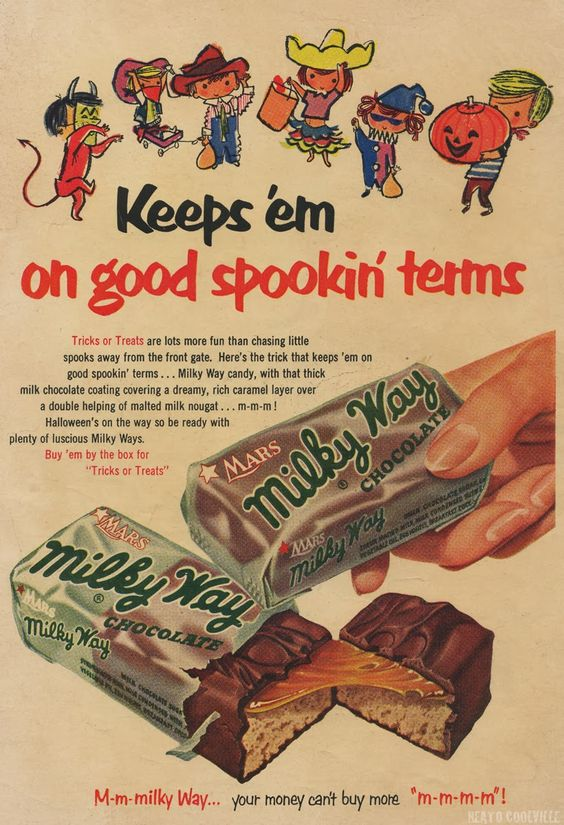 Keeps 'em
on good spookin' terms
Tricks or Treats are lots more fun than chasing little
spooks away from the front gate. Here's the trick that keeps 'em on
good spookin' terms . . . Milky Way candy, with that thick
milk chocolate coating covering a dreamy, rich caramel layer over
a double helping of malted milk nougat . . . m-m-m !
Halloween's on the way so be ready with
plenty of luscious Milky Ways.
Buy 'em by the box for
"Tricks or Treats"
MARS
Milky Way
®
CHOCOLATE
MARS
Milky Way
MARS
Milky Way
®
CHOCOLATE
MARS
Milky Way
M-m-milky Way... your money can't buy more "m-m-m-m"!